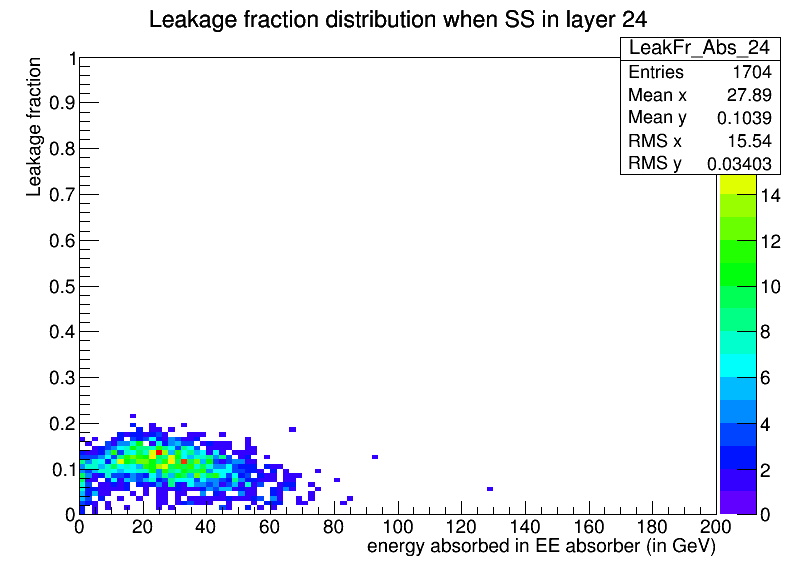 Leakage fraction distribution when SS in layer 24
LeakFr_Abs_24
Entries 1704
Mean x 27.89
Mean y 0.1039
RMS x 15.54
RMS y 0.03403
Leakage fraction
1
0.9
0.8
0.7
0.6
0.5
0.4
0.3
0.2
0.1
0
0 20 40 60 80 100 120 140 160 180 200
energy absorbed in EE absorber (in GeV)
14
12
10
8
6
4
2
0